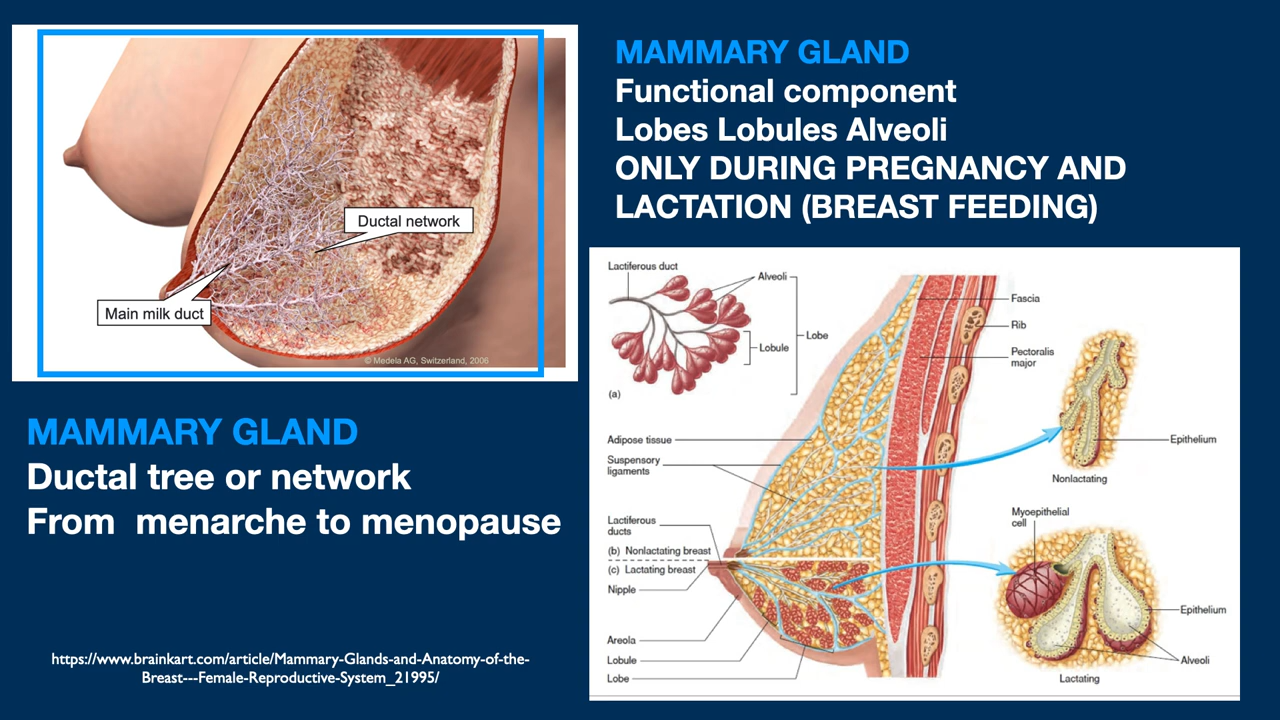 Ductal network
Main milk duct
© Medela AG, Switzerland, 2006
MAMMARY GLAND
Ductal tree or network
From  menarche to menopause
https://www.brainkart.com/article/Mammary-Glands-and-Anatomy-of-the-
Breast---Female-Reproductive-System_21995/
MAMMARY GLAND
Functional component
Lobes Lobules Alveoli
ONLY DURING PREGNANCY AND
LACTATION (BREAST FEEDING)
Lactiferous duct
Alveoli
Lobe
Lobule
(a)
Fascia
Rib
Pectoralis
major
Adipose tissue
Suspensory
ligaments
Epithelium
Nonlactating
Lactiferous
ducts
(b) Nonlactating breast
(c) Lactating breast
Nipple
Myoepithelial
cell
Epithelium
Areola
Lobule
Lobe
Alveoli
Lactating